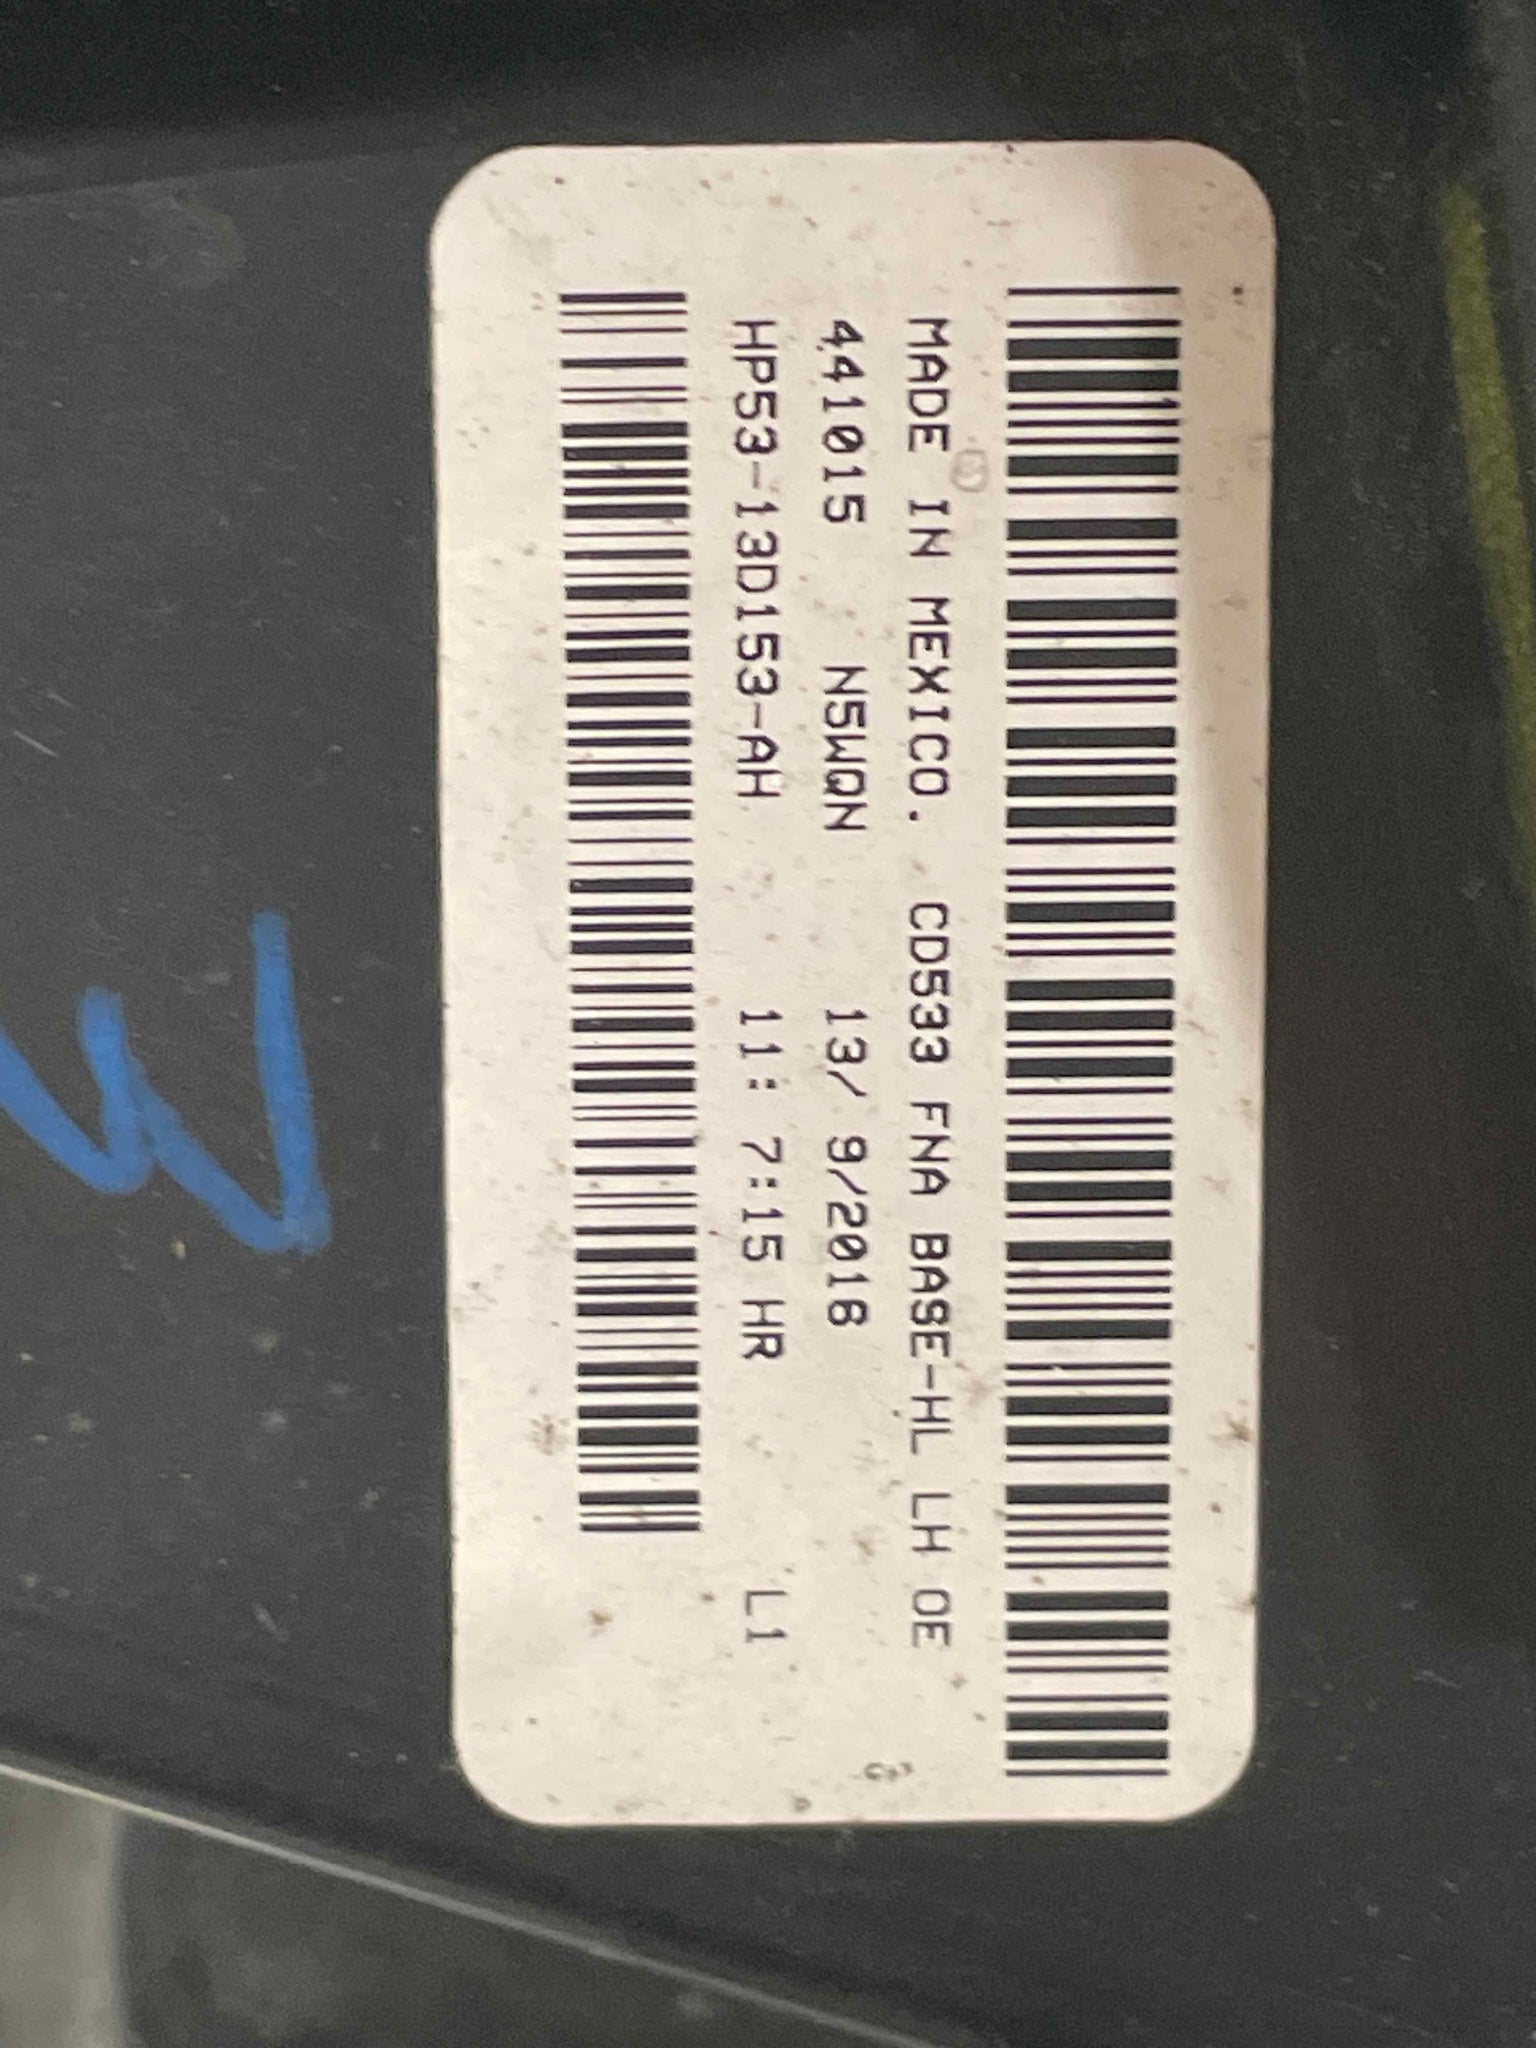 MADE IN MEXICO. CD533 FNA BASE-HL LH OE
441015 N5WQN 13/ 9/2018
HP53-13D153-AH 11: 7:15 HR L1